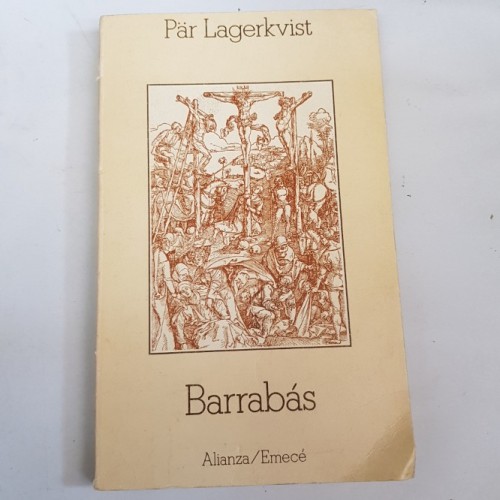 Pär Lagerkvist
Barrabás
Alianza/Emecé